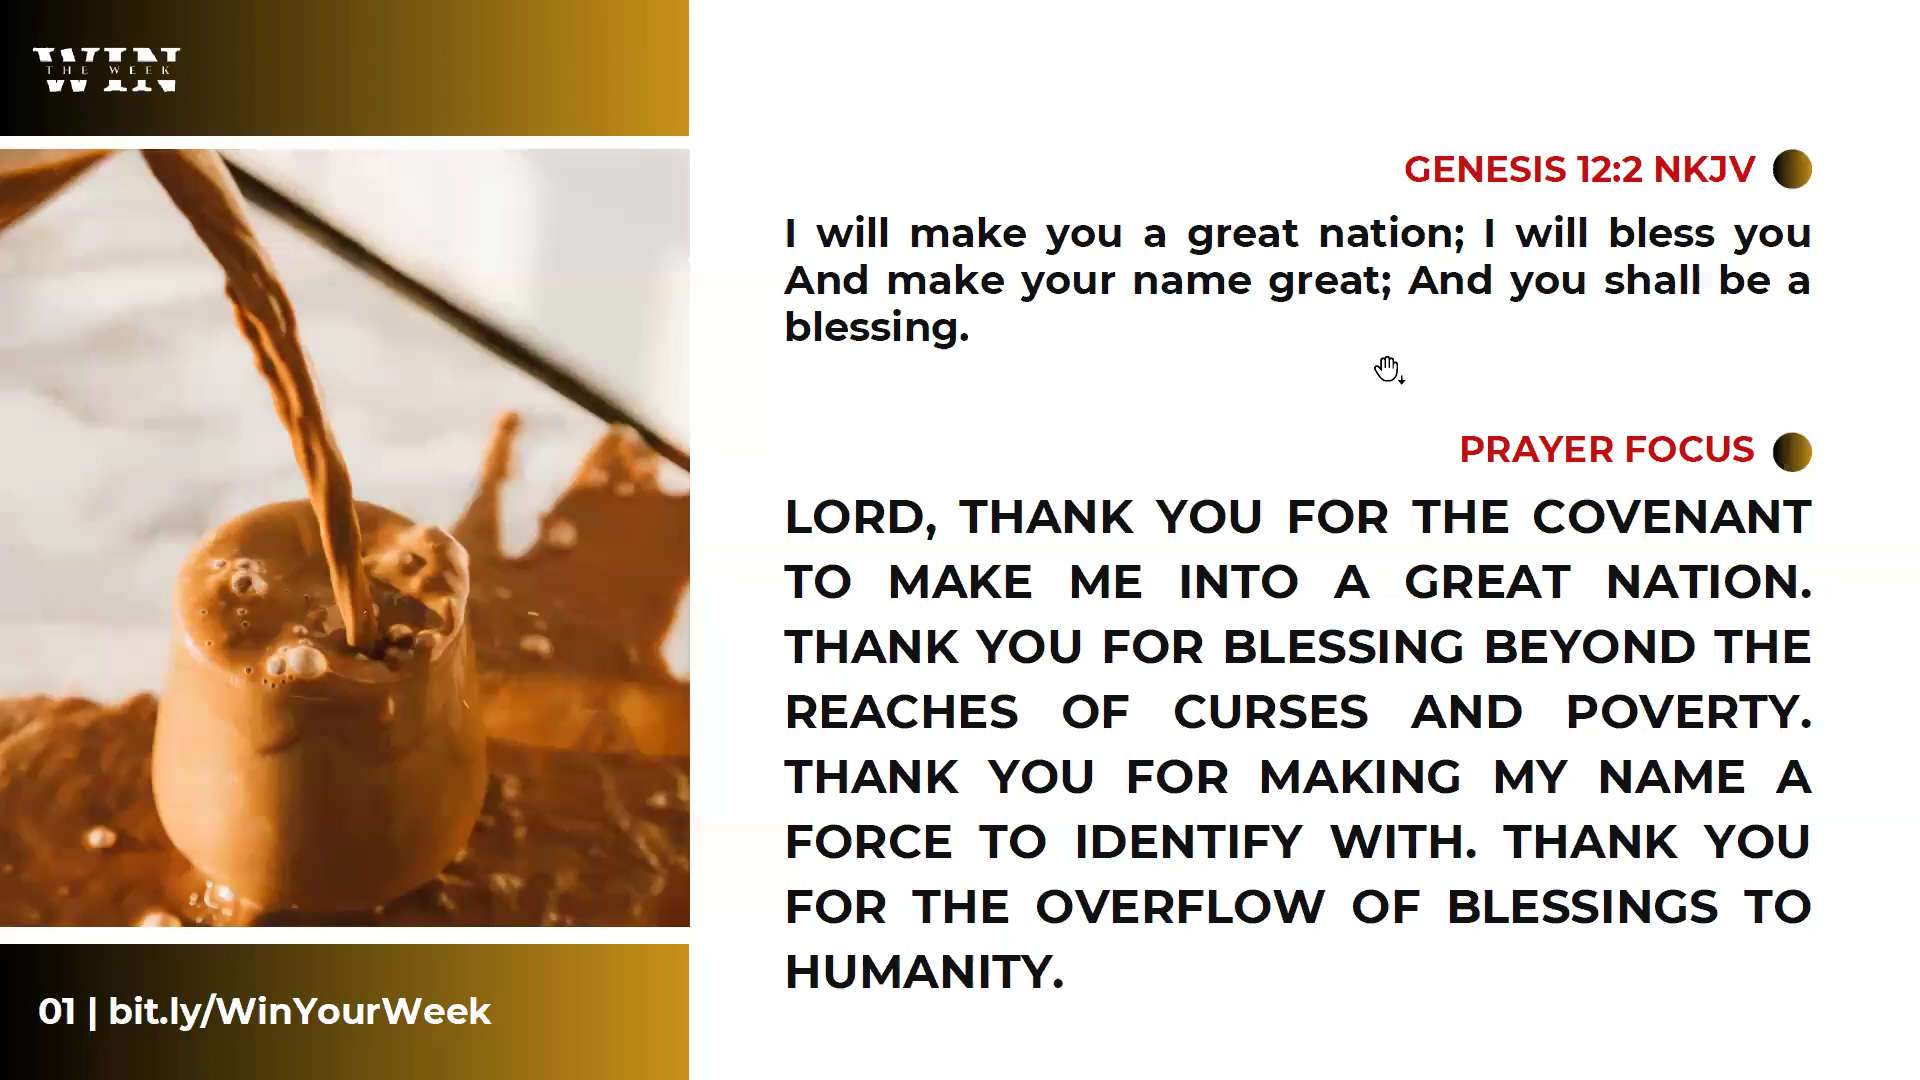 WIN
THE WEEK
GENESIS 12:2 NKJV
I will make you a great nation; I will bless you
And make your name great; And you shall be a
blessing.
PRAYER FOCUS
LORD, THANK YOU FOR THE COVENANT
TO MAKE ME INTO A GREAT NATION.
THANK YOU FOR BLESSING BEYOND THE
REACHES OF CURSES AND POVERTY.
THANK YOU FOR MAKING MY NAME A
FORCE TO IDENTIFY WITH. THANK YOU
FOR THE OVERFLOW OF BLESSINGS TO
HUMANITY.
01 | bit.ly/WinYourWeek